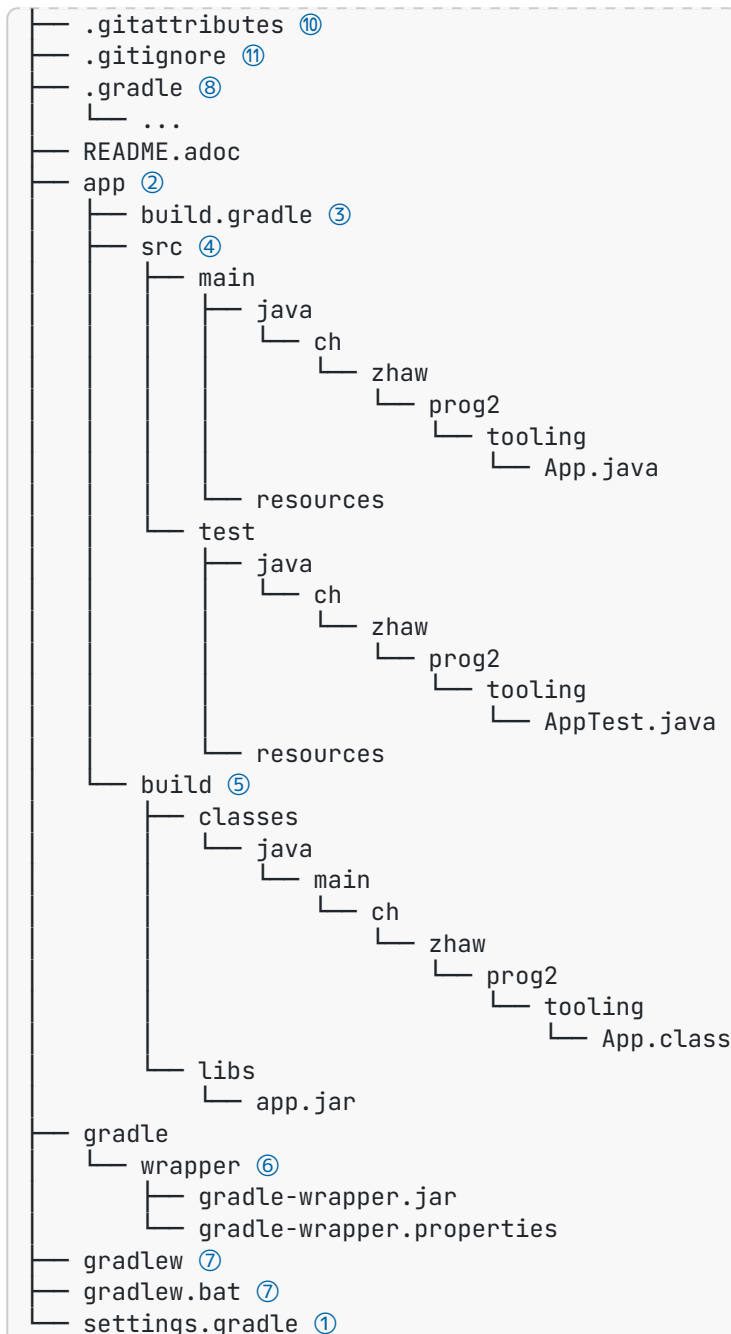 ├── .gitattributes ⑩
├── .gitignore ⑪
├── .gradle ⑧
│   └── ...
├── README.adoc
├── app ②
│   ├── build.gradle ③
│   ├── src ④
│   │   ├── main
│   │   │   ├── java
│   │   │   │   └── ch
│   │   │   │       └── zhaw
│   │   │   │           └── prog2
│   │   │   │               └── tooling
│   │   │   │                   └── App.java
│   │   │   └── resources
│   │   └── test
│   │       ├── java
│   │       │   └── ch
│   │       │       └── zhaw
│   │       │           └── prog2
│   │       │               └── tooling
│   │       │                   └── AppTest.java
│   │       └── resources
│   └── build ⑤
│       ├── classes
│       │   └── java
│       │       └── main
│       │           └── ch
│       │               └── zhaw
│       │                   └── prog2
│       │                       └── tooling
│       │                           └── App.class
│       └── libs
│           └── app.jar
├── gradle
│   └── wrapper ⑥
│       ├── gradle-wrapper.jar
│       └── gradle-wrapper.properties
├── gradlew ⑦
├── gradlew.bat ⑦
└── settings.gradle ①